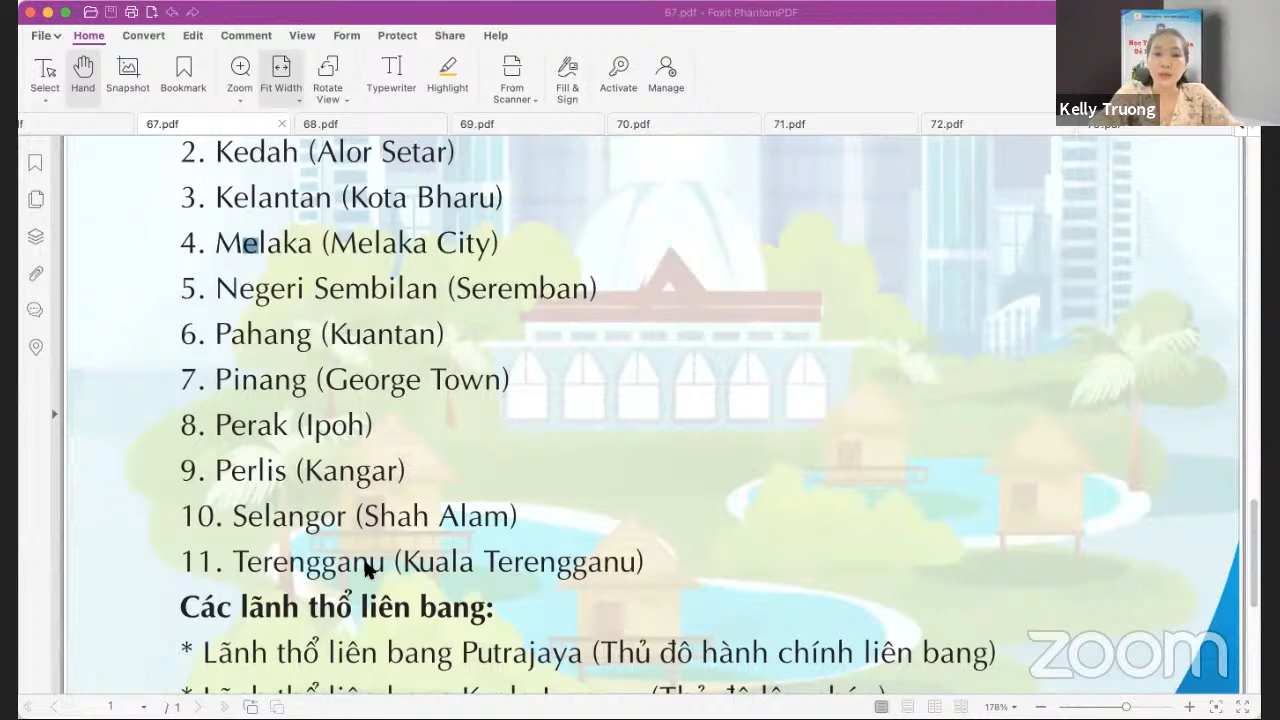 67.pdf - Foxit PhantomPDF
File Home Convert Edit Comment View Form Protect Share Help
Select Hand Snapshot Bookmark Zoom Fit Width Rotate View Typewriter Highlight From Scanner Fill & Sign Activate Manage
Kelly Truong
67.pdf 68.pdf 69.pdf 70.pdf 71.pdf 72.pdf
2. Kedah (Alor Setar)
3. Kelantan (Kota Bharu)
4. Melaka (Melaka City)
5. Negeri Sembilan (Seremban)
6. Pahang (Kuantan)
7. Pinang (George Town)
8. Perak (Ipoh)
9. Perlis (Kangar)
10. Selangor (Shah Alam)
11. Terengganu (Kuala Terengganu)
Các lãnh thổ liên bang:
* Lãnh thổ liên bang Putrajaya (Thủ đô hành chính liên bang)
zoom
1 / 1 178%